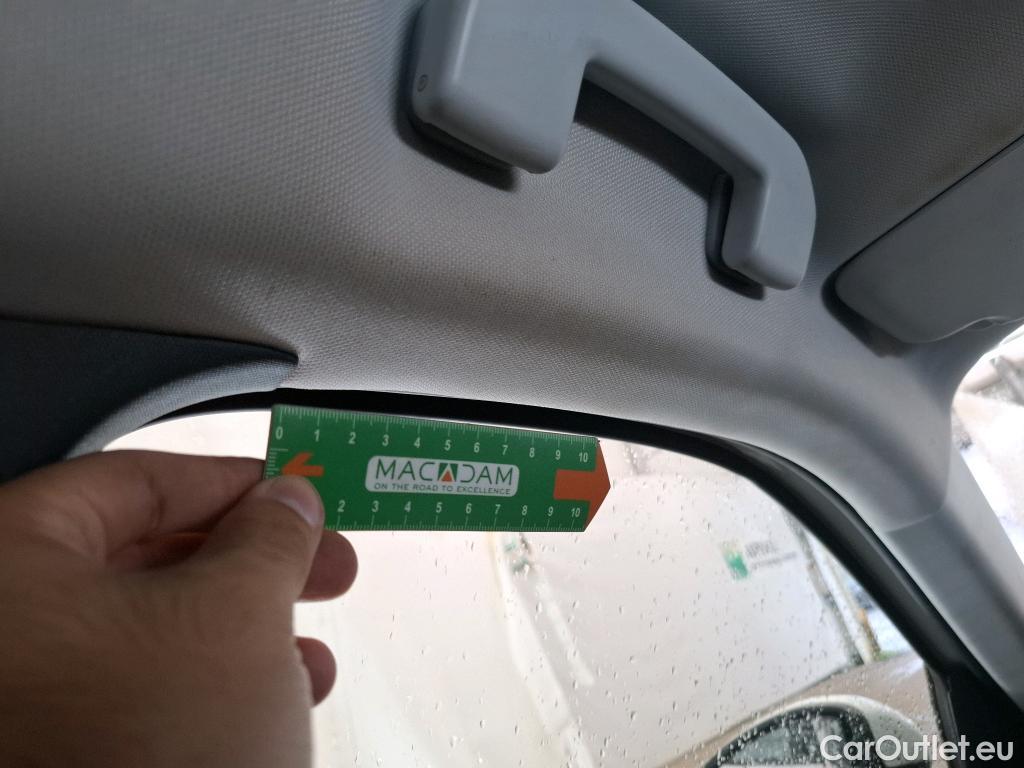 0 1 2 3 4 5 6 7 8 9 10
MACADAM
ON THE ROAD TO EXCELLENCE
2 3 4 5 6 7 8 9 10
CarOutlet.eu